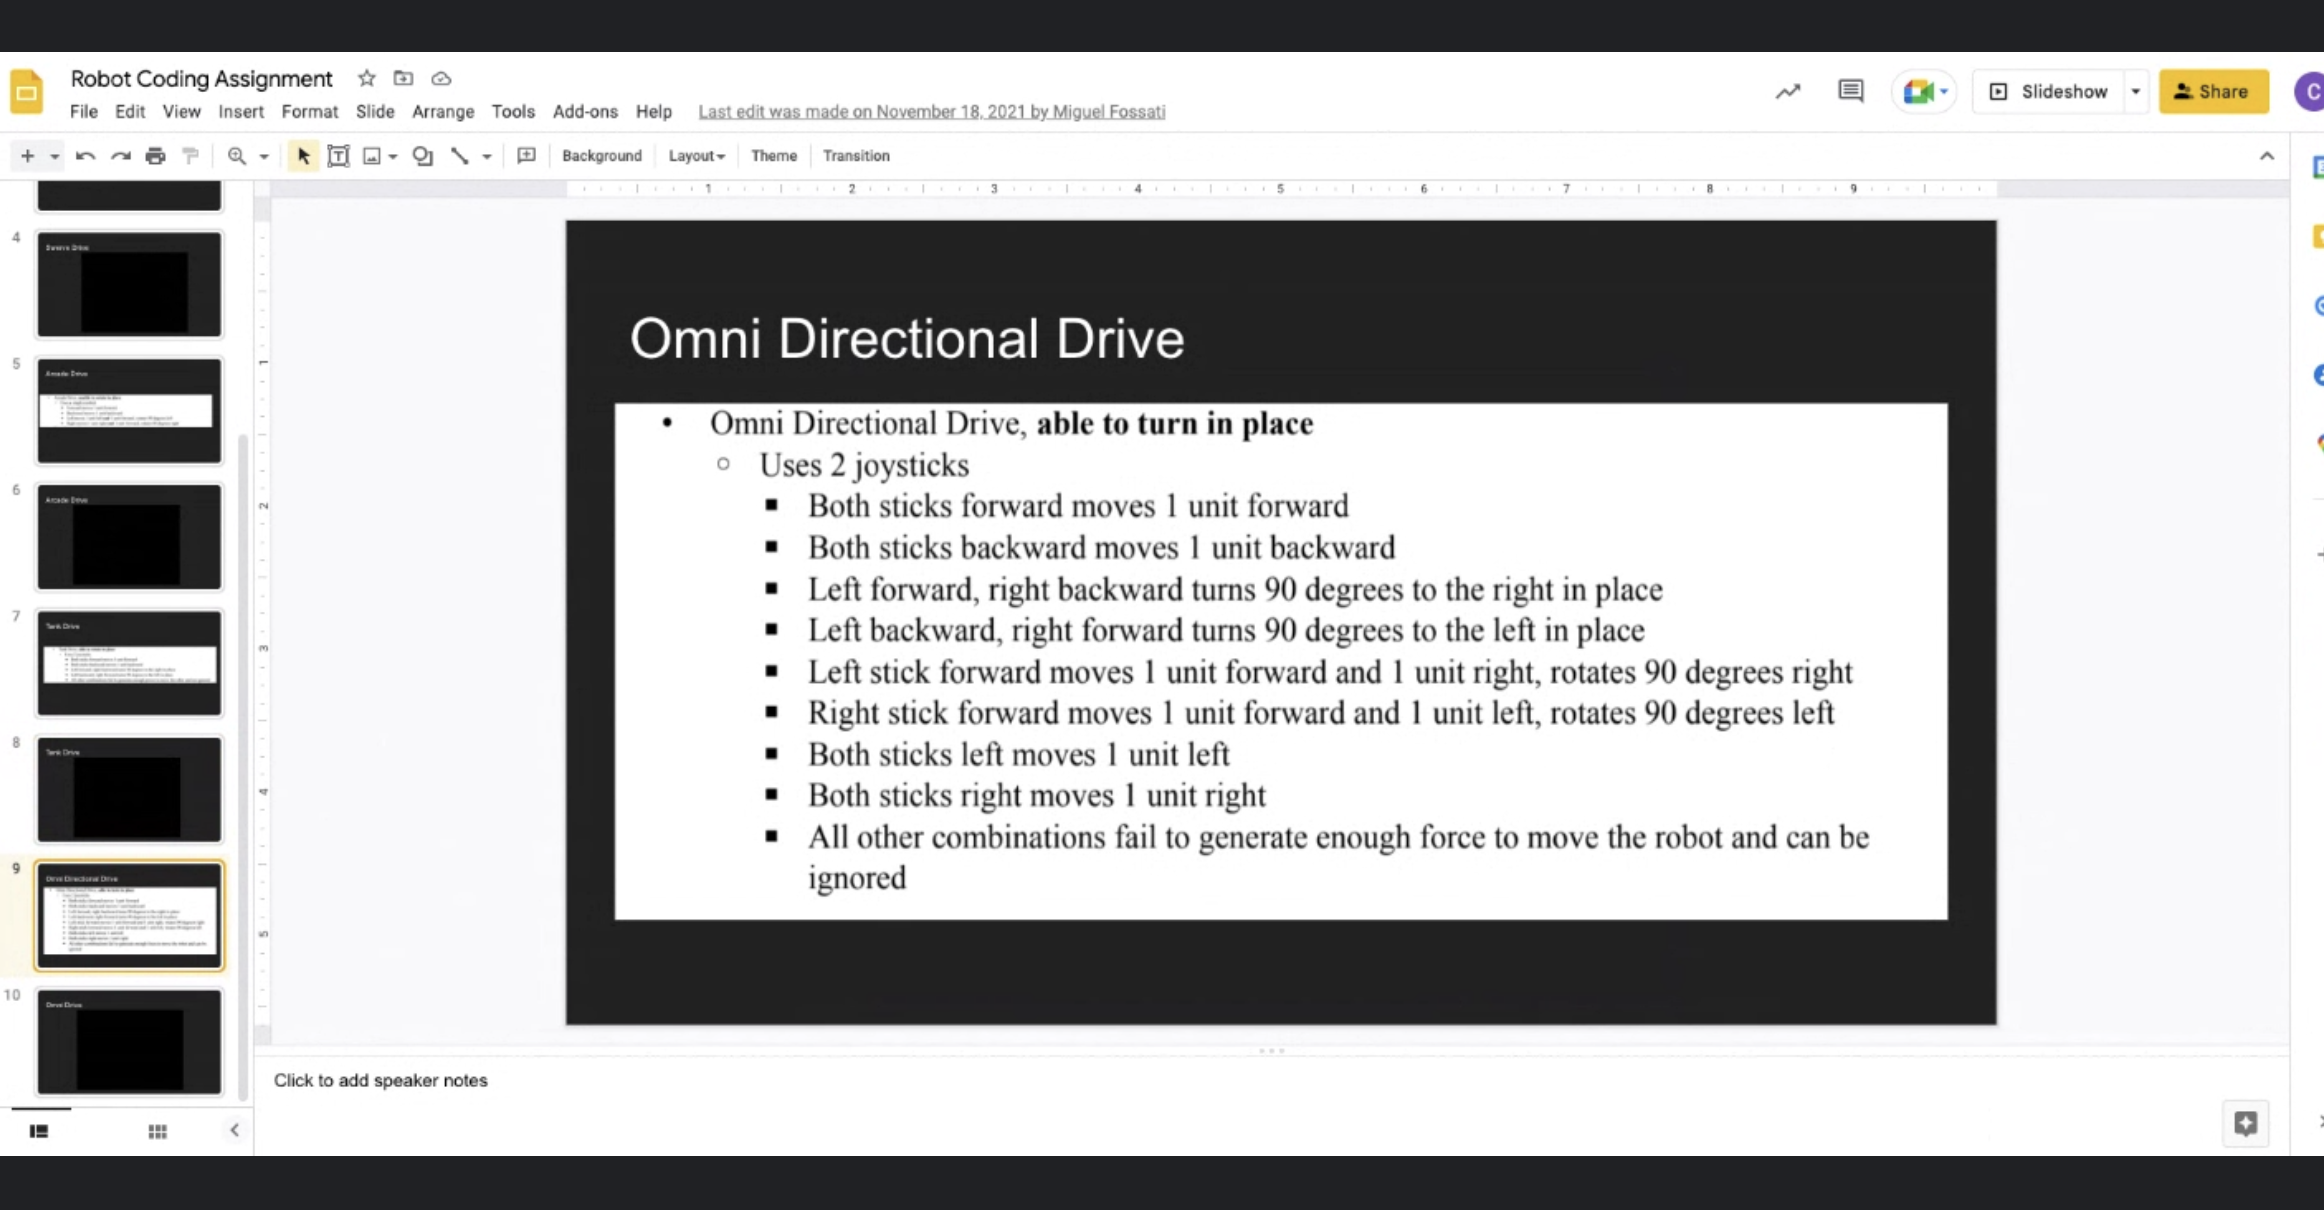 Robot Coding Assignment
File Edit View Insert Format Slide Arrange Tools Add-ons Help Last edit was made on November 18, 2021 by Miguel Fossati
Slideshow
Share
C
Background Layout Theme Transition
1 2 3 4 5 6 7 8 9
4
Swerve Drive
5
Arcade Drive
6
Arcade Drive
7
Tank Drive
8
Tank Drive
9
Omni Directional Drive
10
Omni Drive
1
2
3
4
5
Omni Directional Drive
• Omni Directional Drive, able to turn in place
○ Uses 2 joysticks
■ Both sticks forward moves 1 unit forward
■ Both sticks backward moves 1 unit backward
■ Left forward, right backward turns 90 degrees to the right in place
■ Left backward, right forward turns 90 degrees to the left in place
■ Left stick forward moves 1 unit forward and 1 unit right, rotates 90 degrees right
■ Right stick forward moves 1 unit forward and 1 unit left, rotates 90 degrees left
■ Both sticks left moves 1 unit left
■ Both sticks right moves 1 unit right
■ All other combinations fail to generate enough force to move the robot and can be
ignored
Click to add speaker notes